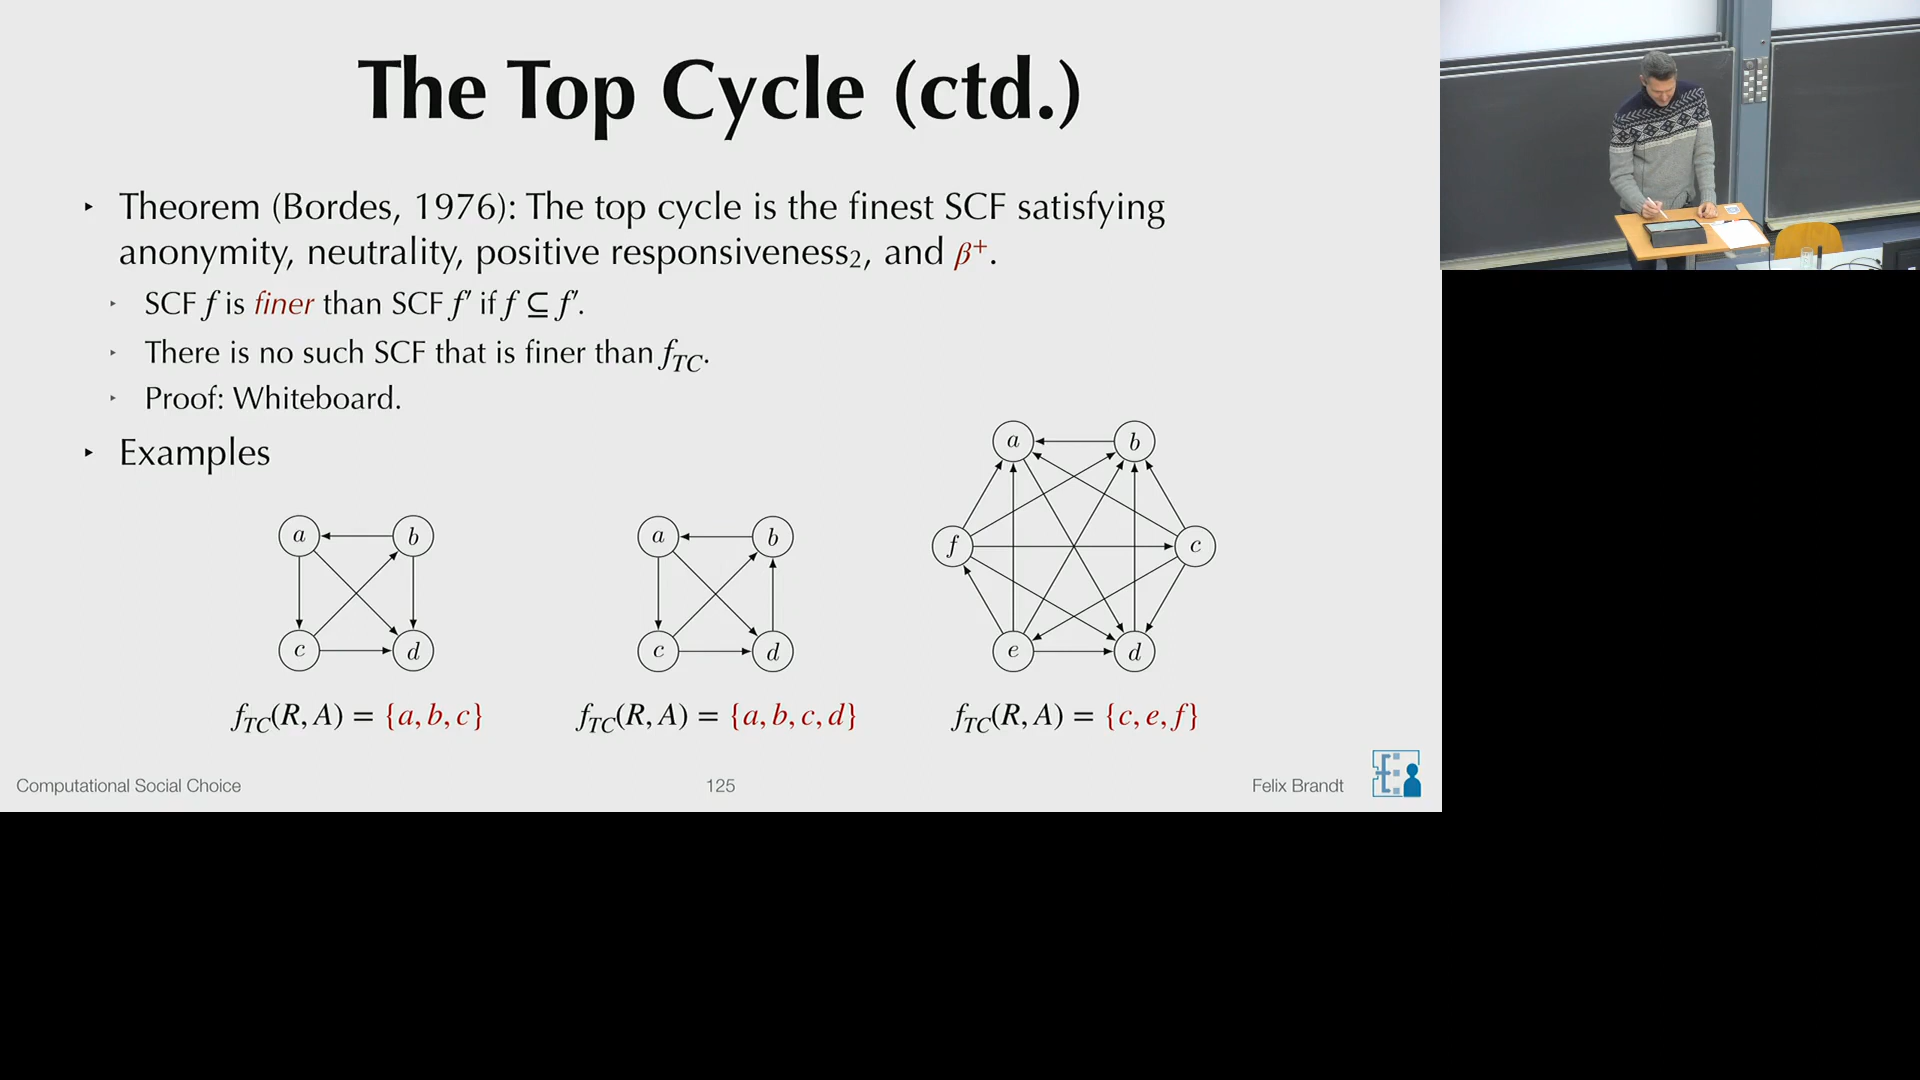 The Top Cycle (ctd.)
‣ Theorem (Bordes, 1976): The top cycle is the finest SCF satisfying
anonymity, neutrality, positive responsiveness₂, and β⁺.
‣ SCF f is finer than SCF f′ if f ⊆ f′.
‣ There is no such SCF that is finer than f_TC.
‣ Proof: Whiteboard.
‣ Examples
a b
c d
f_TC(R, A) = {a, b, c}
a b
c d
f_TC(R, A) = {a, b, c, d}
a b
f c
e d
f_TC(R, A) = {c, e, f}
Computational Social Choice 125 Felix Brandt